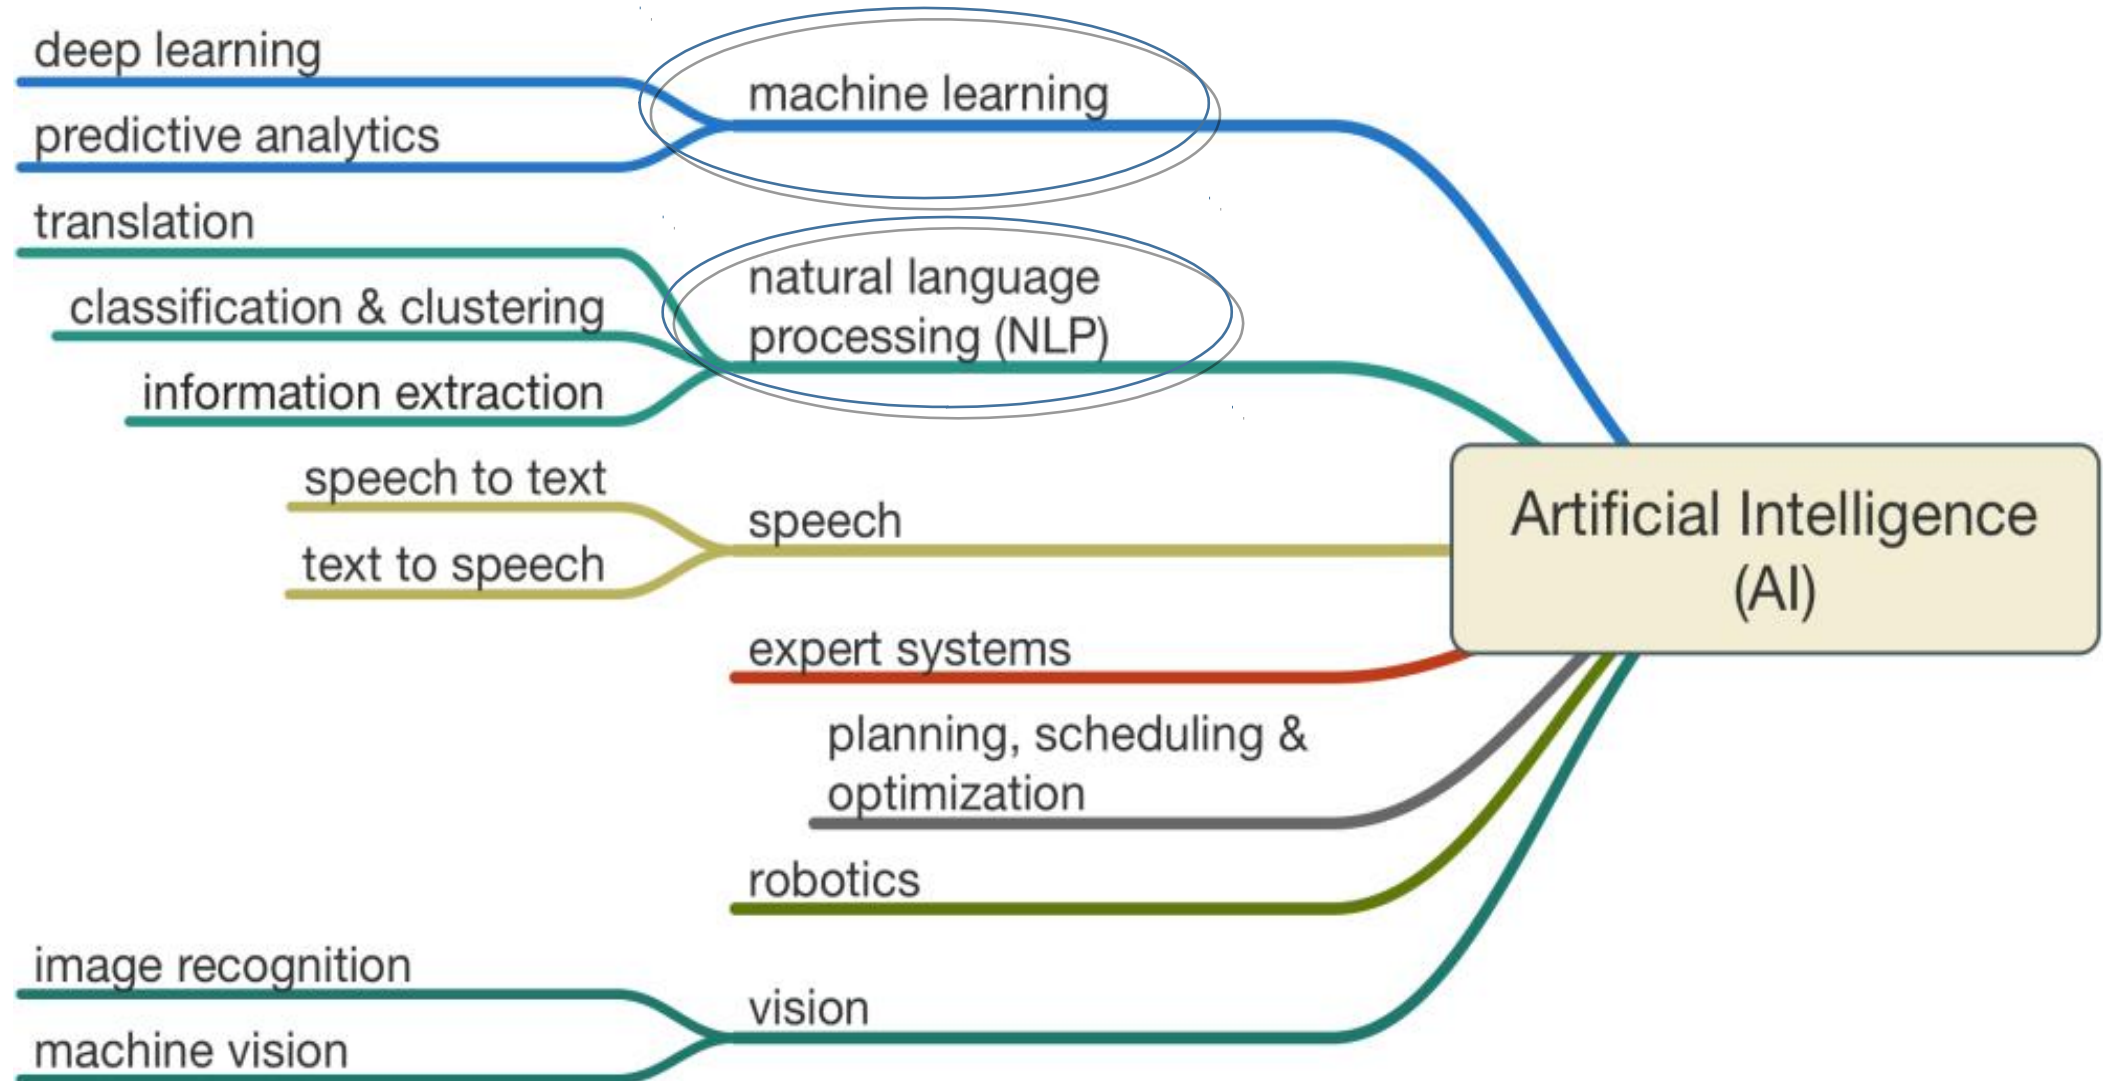 deep learning
predictive analytics
machine learning
translation
classification & clustering
information extraction
natural language
processing (NLP)
speech to text
text to speech
speech
expert systems
planning, scheduling &
optimization
robotics
image recognition
machine vision
vision
Artificial Intelligence
(AI)